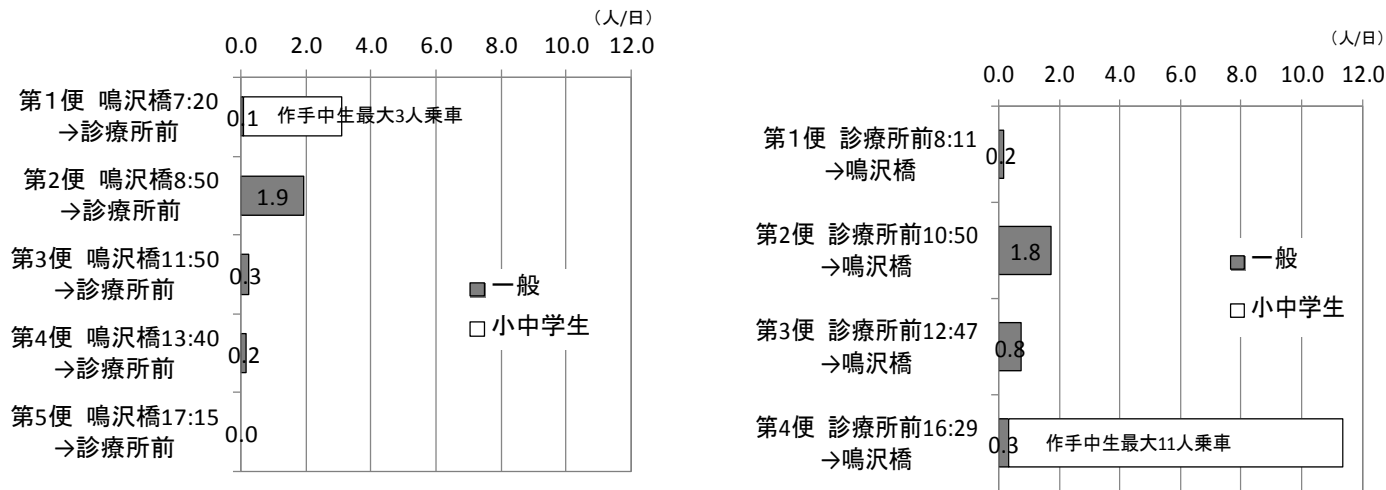 （人/日）
0.0 2.0 4.0 6.0 8.0 10.0 12.0
第1便 鳴沢橋7:20
→診療所前
0.1 作手中生最大3人乗車
第2便 鳴沢橋8:50
→診療所前
1.9
第3便 鳴沢橋11:50
→診療所前
0.3
第4便 鳴沢橋13:40
→診療所前
0.2
第5便 鳴沢橋17:15
→診療所前
0.0
一般
小中学生
（人/日）
0.0 2.0 4.0 6.0 8.0 10.0 12.0
第1便 診療所前8:11
→鳴沢橋
0.2
第2便 診療所前10:50
→鳴沢橋
1.8
第3便 診療所前12:47
→鳴沢橋
0.8
第4便 診療所前16:29
→鳴沢橋
0.3 作手中生最大11人乗車
一般
小中学生